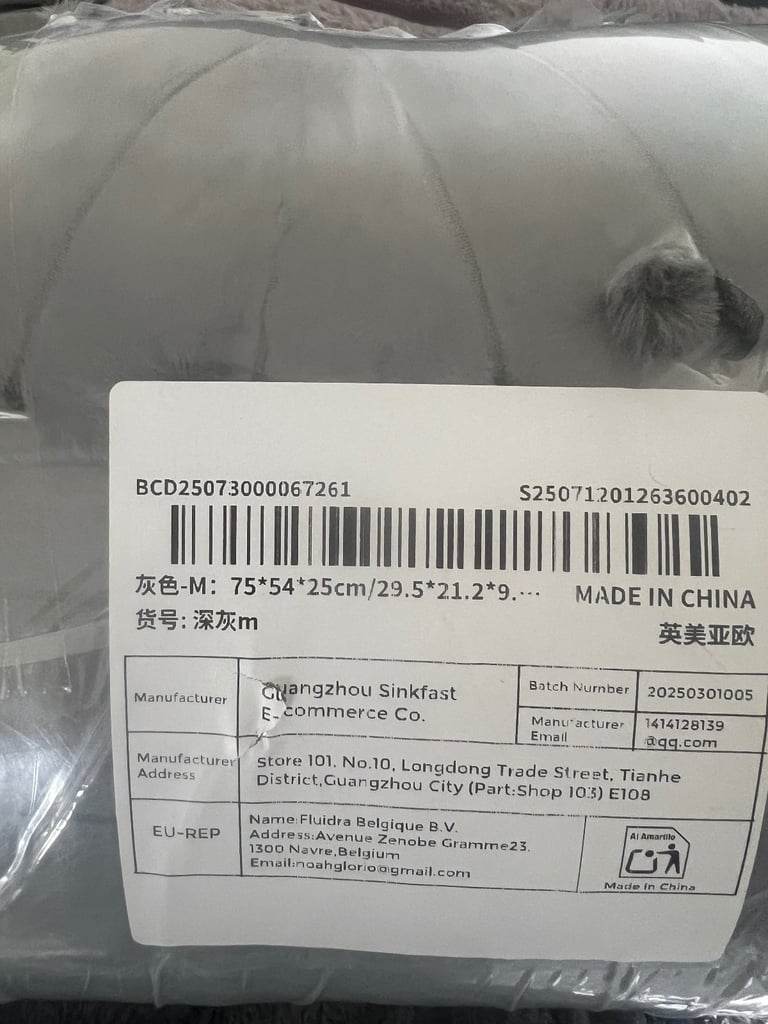 BCD25073000067261
S25071201263600402
灰色-M: 75*54*25cm/29.5*21.2*9.…
MADE IN CHINA
货号: 深灰m
英美亚欧
Manufacturer
Guangzhou Sinkfast
E-commerce Co.
Batch Number
20250301005
Manufacturer
Email
1414128139
@qq.com
Manufacturer
Address
store 101. No.10, Longdong Trade Street, Tianhe
District,Guangzhou City (Part:Shop 103) E108
EU-REP
Name:Fluidra Belgique B.V.
Address:Avenue Zenobe Gramme23.
1300 Navre,Belgium
Email:noahglorio@gmail.com
Al Amarillo
Made In China